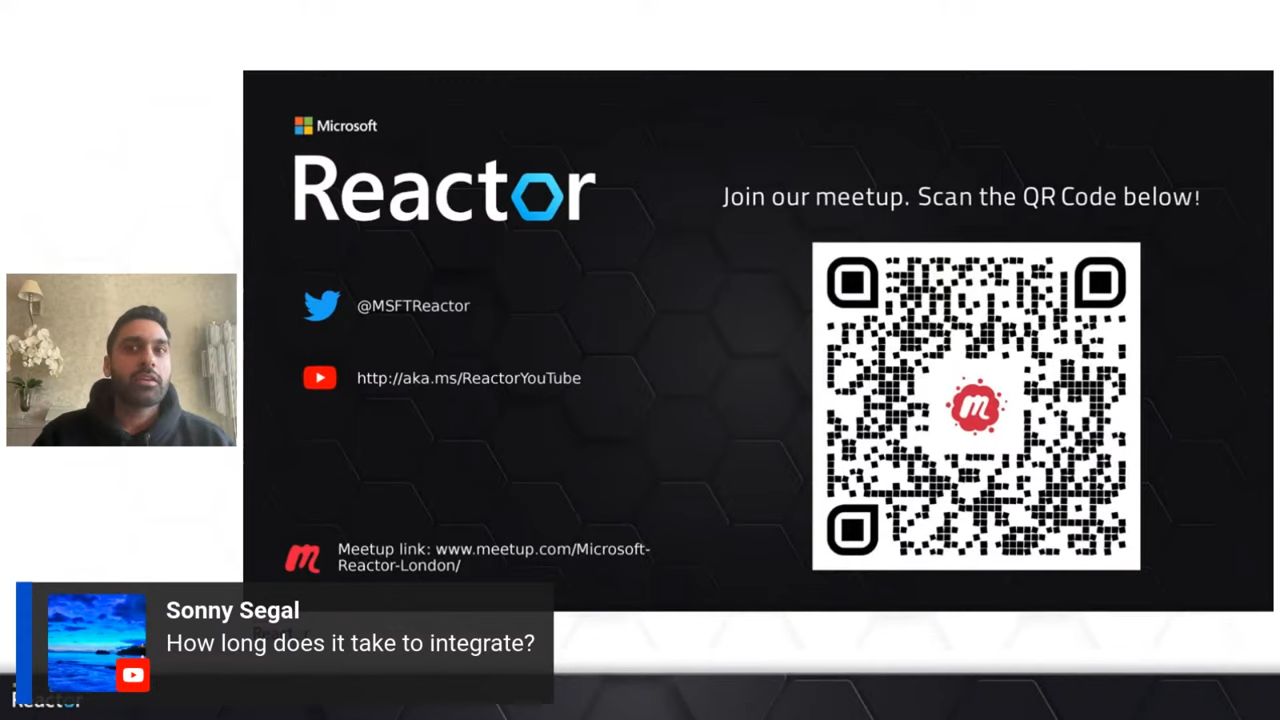 Microsoft
Reactor
Join our meetup. Scan the QR Code below!
@MSFTReactor
http://aka.ms/ReactorYouTube
Meetup link: www.meetup.com/Microsoft-
Reactor-London/
Sonny Segal
How long does it take to integrate?
Reactor